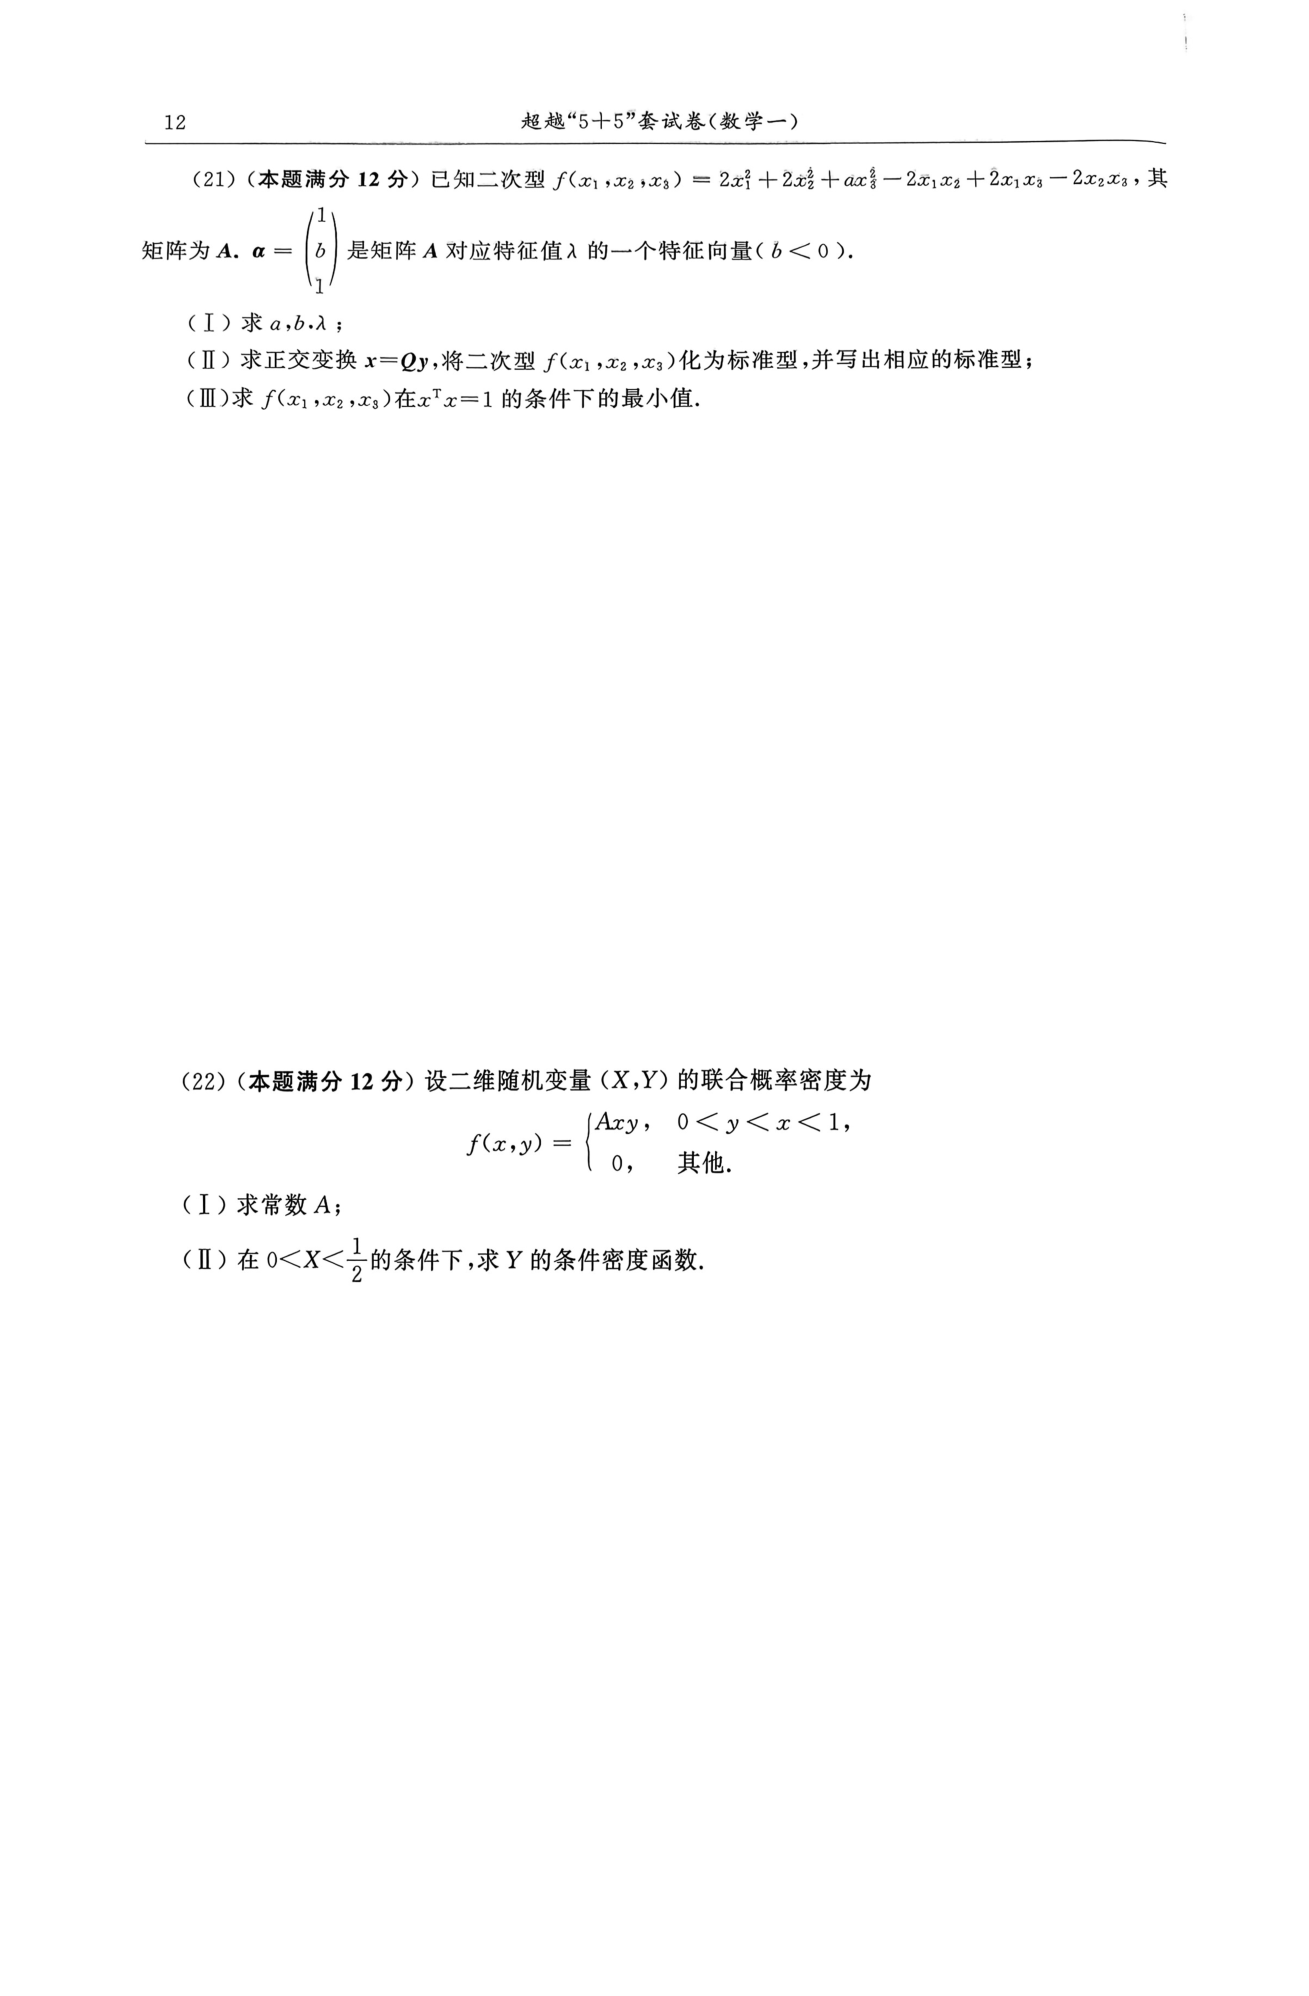 12
超越“5+5”套试卷(数学一)
(21)(本题满分 12 分)已知二次型 f(x₁,x₂,x₃) = 2x₁² + 2x₂² + ax₃² − 2x₁x₂ + 2x₁x₃ − 2x₂x₃,其
矩阵为 A. α = (1 b 1) 是矩阵 A 对应特征值 λ 的一个特征向量( b < 0 ).
(Ⅰ) 求 a,b.λ ;
(Ⅱ) 求正交变换 x=Qy,将二次型 f(x₁,x₂,x₃)化为标准型,并写出相应的标准型;
(Ⅲ)求 f(x₁,x₂,x₃)在xᵀx=1 的条件下的最小值.
(22)(本题满分 12 分) 设二维随机变量 (X,Y) 的联合概率密度为
f(x,y) = { Axy, 0 < y < x < 1,
0, 其他.
(Ⅰ) 求常数 A;
(Ⅱ) 在 0<X<1/2的条件下,求 Y 的条件密度函数.